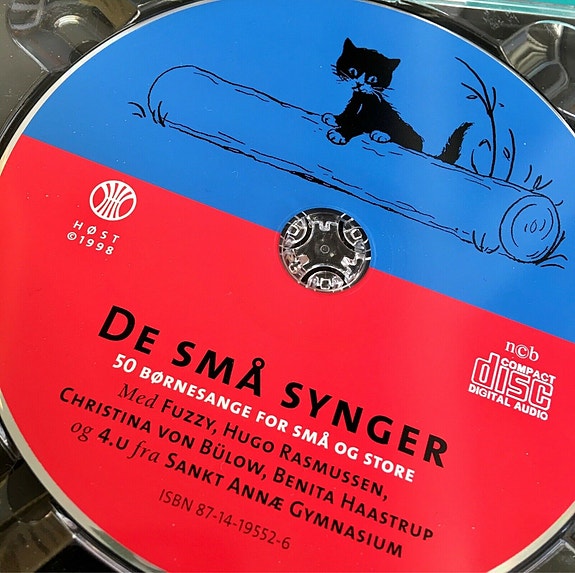 HØST
©1998
ncb
COMPACT
disc
DIGITAL AUDIO
DE SMÅ SYNGER
50 BØRNESANGE FOR SMÅ OG STORE
Med FUZZY, HUGO RASMUSSEN,
CHRISTINA VON BÜLOW, BENITA HAASTRUP
og 4.U fra SANKT ANNÆ GYMNASIUM
ISBN 87-14-19552-6